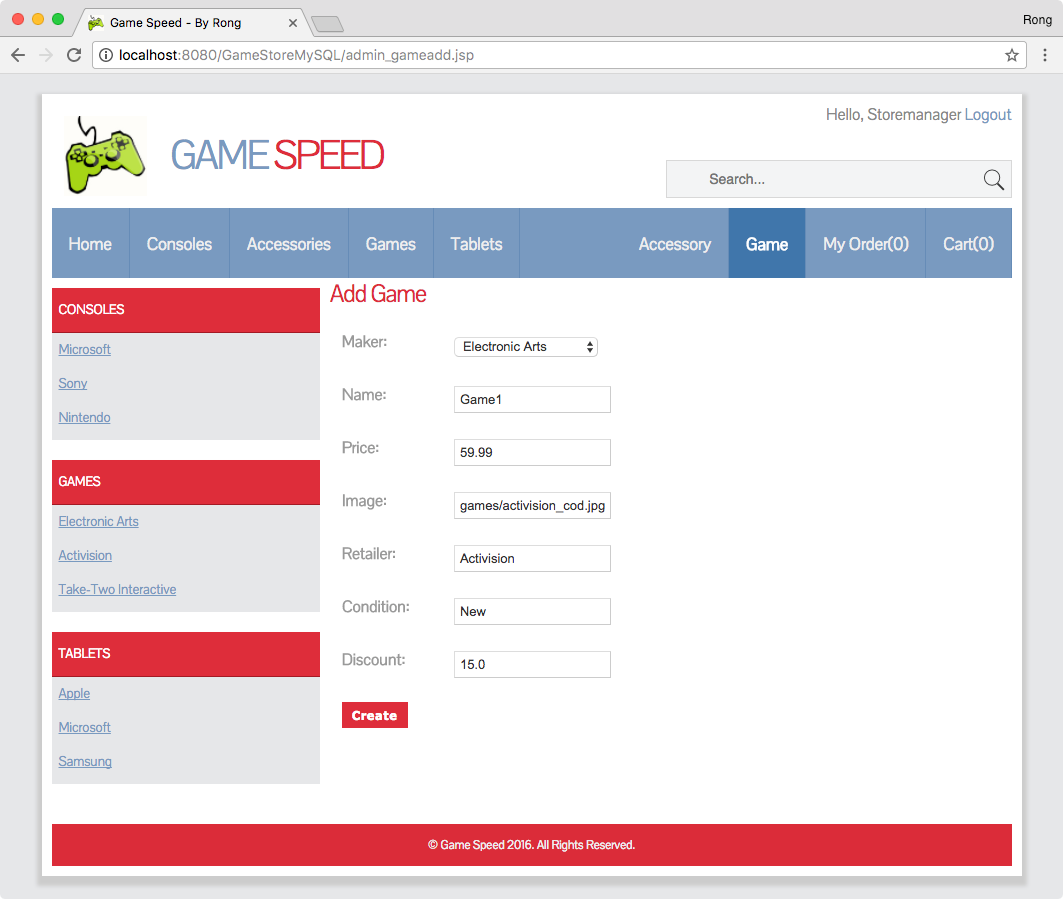 Game Speed - By Rong
Rong
localhost:8080/GameStoreMySQL/admin_gameadd.jsp
Hello, Storemanager Logout
GAME SPEED
Search...
Home Consoles Accessories Games Tablets Accessory Game My Order(0) Cart(0)
CONSOLES
Microsoft
Sony
Nintendo
GAMES
Electronic Arts
Activision
Take-Two Interactive
TABLETS
Apple
Microsoft
Samsung
Add Game
Maker: Electronic Arts
Name: Game1
Price: 59.99
Image: games/activision_cod.jpg
Retailer: Activision
Condition: New
Discount: 15.0
Create
© Game Speed 2016. All Rights Reserved.